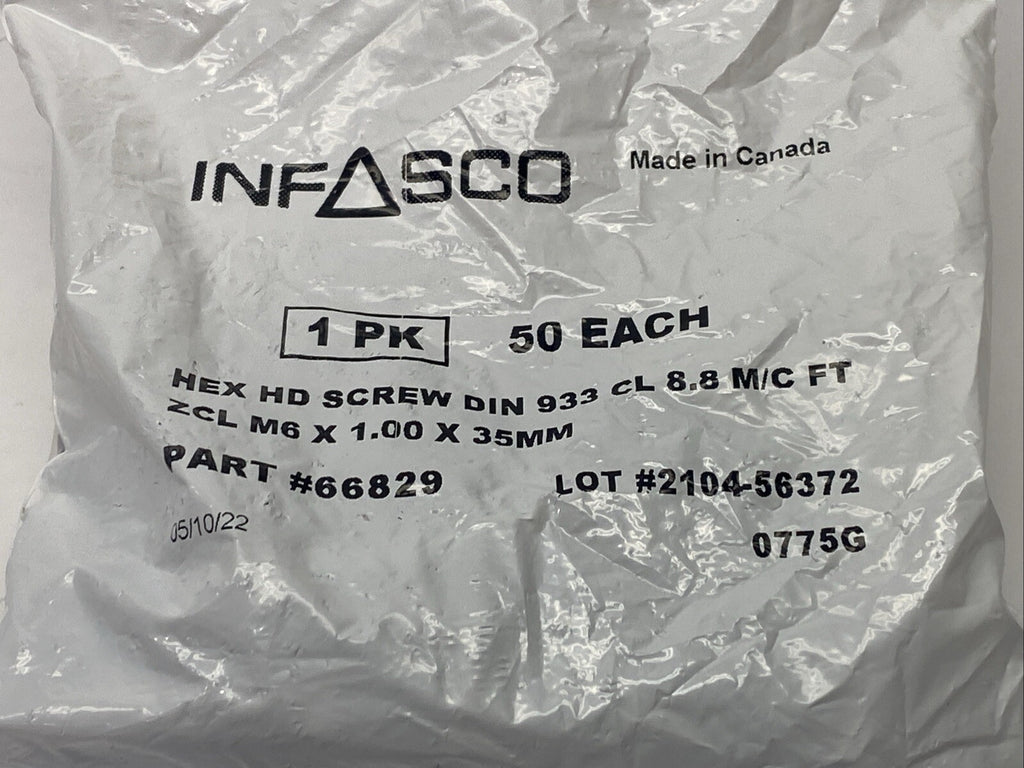 INFASCO Made in Canada
1 PK 50 EACH
HEX HD SCREW DIN 933 CL 8.8 M/C FT
ZCL M6 X 1.00 X 35MM
PART #66829 LOT #2104-56372
05/10/22 0775G